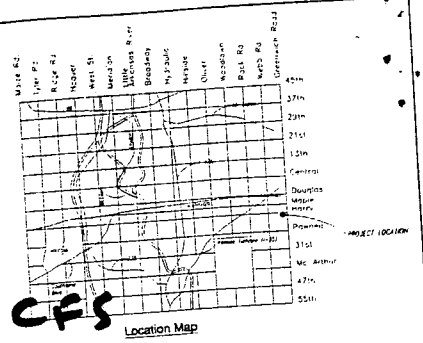 Maize Rd.
Tyler Rd
Ridge Rd
Hoover
West St
Meridian
Little
Arkansas River
Broadway
Hydraulic
Hillside
Oliver
Woodlawn
Rock Rd
Webb Rd
Greenwich Road
45th
37th
29th
21st
13th
Central
Douglas
Maple
Harry
Pawnee
31st
Mc Arthur
47th
55th
PROJECT LOCATION
CFS
Location Map